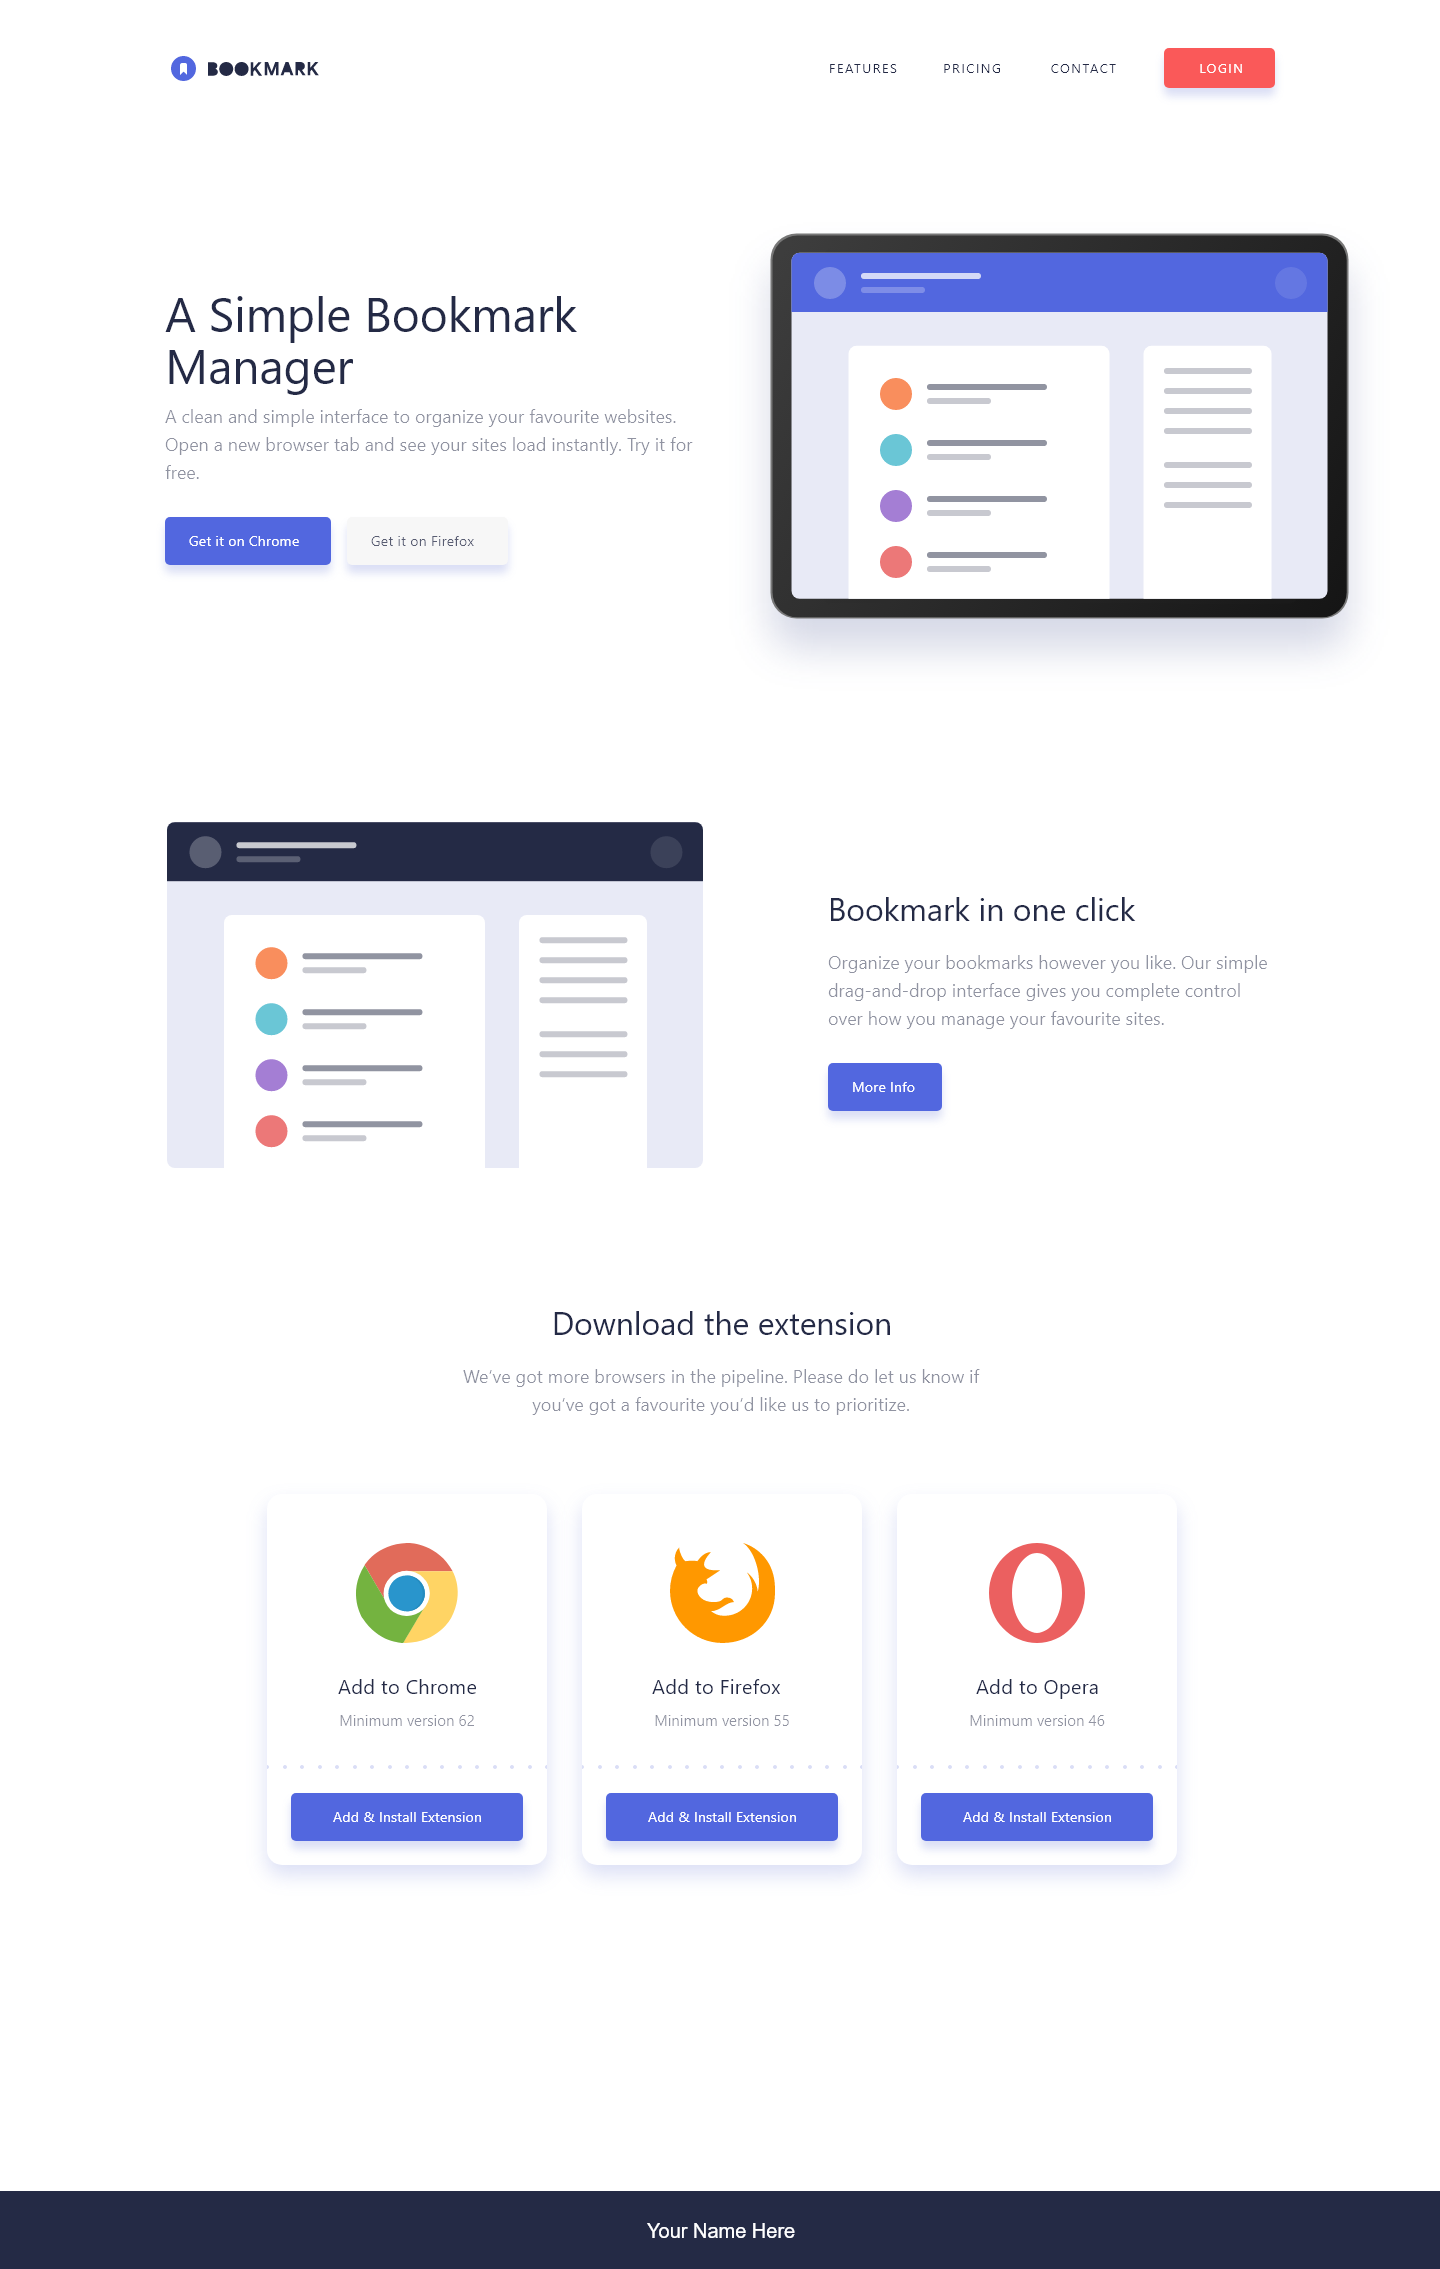 BOOKMARK
FEATURES
PRICING
CONTACT
LOGIN
A Simple Bookmark
Manager
A clean and simple interface to organize your favourite websites.
Open a new browser tab and see your sites load instantly. Try it for
free.
Get it on Chrome
Get it on Firefox
Bookmark in one click
Organize your bookmarks however you like. Our simple
drag-and-drop interface gives you complete control
over how you manage your favourite sites.
More Info
Download the extension
We’ve got more browsers in the pipeline. Please do let us know if
you’ve got a favourite you’d like us to prioritize.
Add to Chrome
Minimum version 62
Add & Install Extension
Add to Firefox
Minimum version 55
Add & Install Extension
Add to Opera
Minimum version 46
Add & Install Extension
Your Name Here